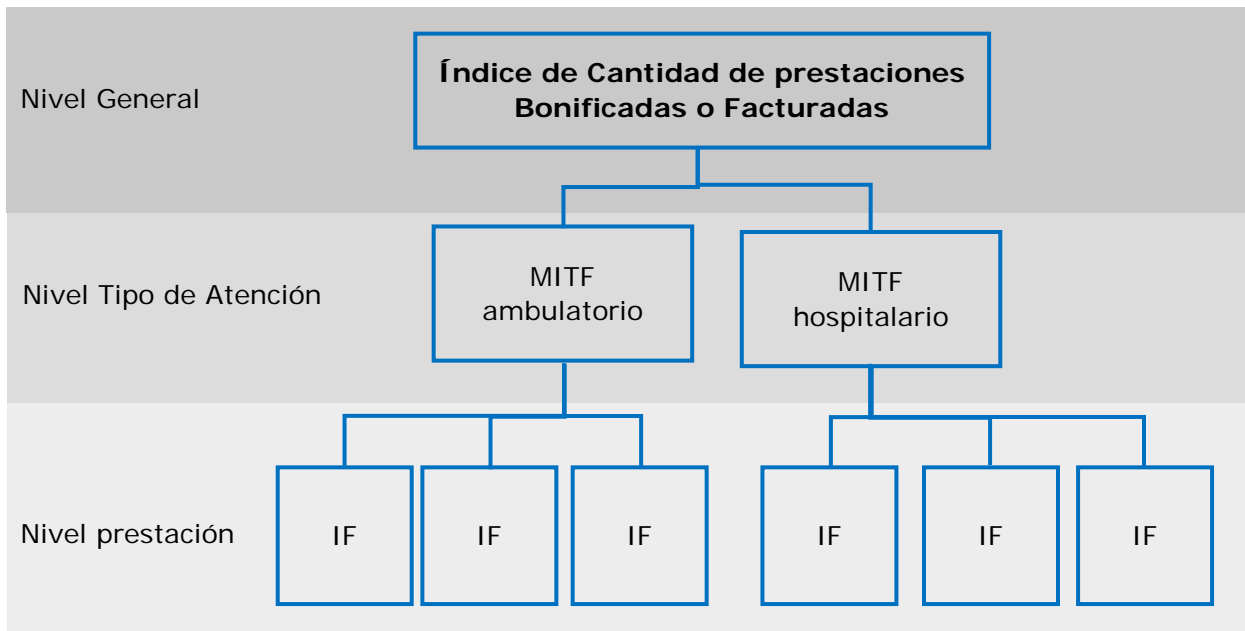 Nivel General
Índice de Cantidad de prestaciones
Bonificadas o Facturadas
Nivel Tipo de Atención
MITF
ambulatorio
MITF
hospitalario
Nivel prestación
IF
IF
IF
IF
IF
IF